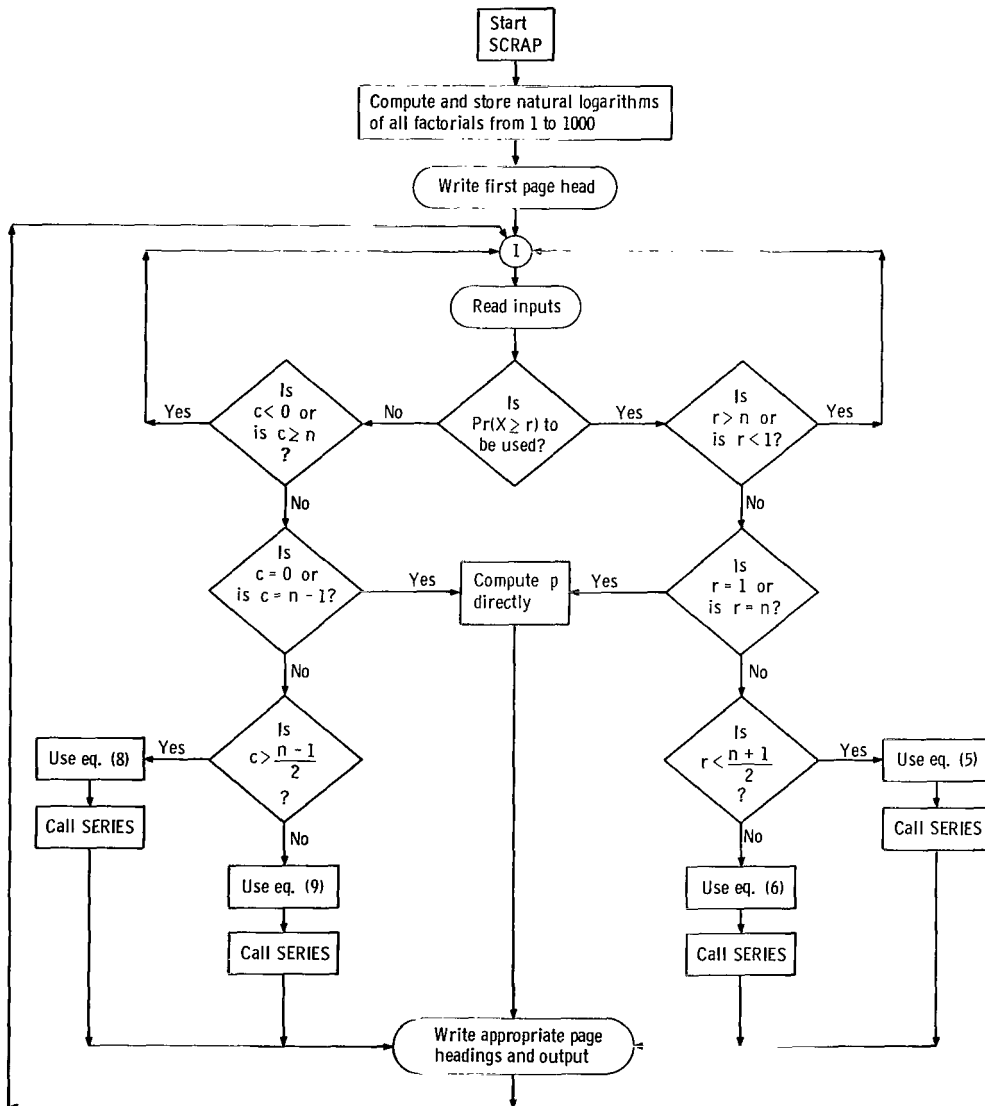 Start
SCRAP
Compute and store natural logarithms
of all factorials from 1 to 1000
Write first page head
1
Read inputs
Is
c < 0 or
is c ≥ n
?
Yes
No
Is
Pr(X ≥ r) to
be used?
Yes
Is
r > n or
is r < 1?
Yes
No
No
Is
c = 0 or
is c = n - 1?
Yes
Compute p
directly
Yes
Is
r = 1 or
is r = n?
No
No
Is
c > n - 1
2
?
Yes
Use eq. (8)
Call SERIES
No
Use eq. (9)
Call SERIES
Is
r < n + 1
2
?
Yes
Use eq. (5)
Call SERIES
No
Use eq. (6)
Call SERIES
Write appropriate page
headings and output